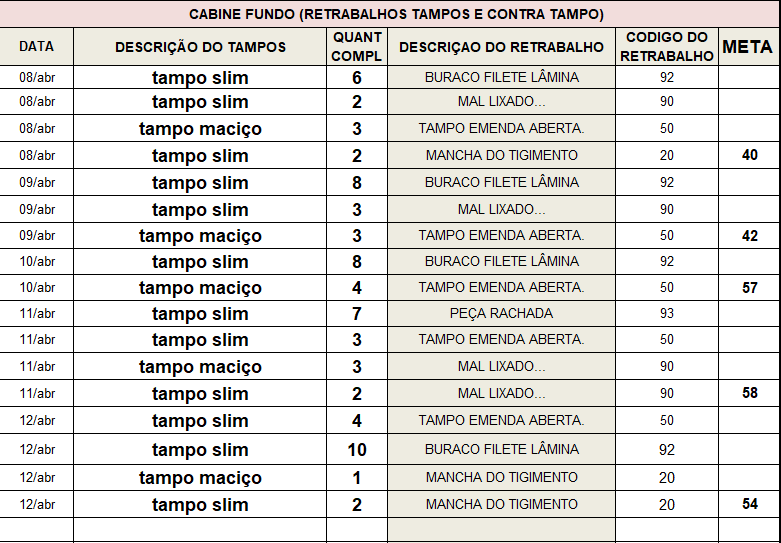 CABINE FUNDO (RETRABALHOS TAMPOS E CONTRA TAMPO)
DATA DESCRIÇÃO DO TAMPOS QUANT COMPL DESCRIÇAO DO RETRABALHO CODIGO DO RETRABALHO META
08/abr tampo slim 6 BURACO FILETE LÂMINA 92
08/abr tampo slim 2 MAL LIXADO... 90
08/abr tampo maciço 3 TAMPO EMENDA ABERTA. 50
08/abr tampo slim 2 MANCHA DO TIGIMENTO 20 40
09/abr tampo slim 8 BURACO FILETE LÂMINA 92
09/abr tampo slim 3 MAL LIXADO... 90
09/abr tampo maciço 3 TAMPO EMENDA ABERTA. 50 42
10/abr tampo slim 8 BURACO FILETE LÂMINA 92
10/abr tampo maciço 4 TAMPO EMENDA ABERTA. 50 57
11/abr tampo slim 7 PEÇA RACHADA 93
11/abr tampo slim 3 TAMPO EMENDA ABERTA. 50
11/abr tampo maciço 3 MAL LIXADO... 90
11/abr tampo slim 2 MAL LIXADO... 90 58
12/abr tampo slim 4 TAMPO EMENDA ABERTA. 50
12/abr tampo slim 10 BURACO FILETE LÂMINA 92
12/abr tampo maciço 1 MANCHA DO TIGIMENTO 20
12/abr tampo slim 2 MANCHA DO TIGIMENTO 20 54